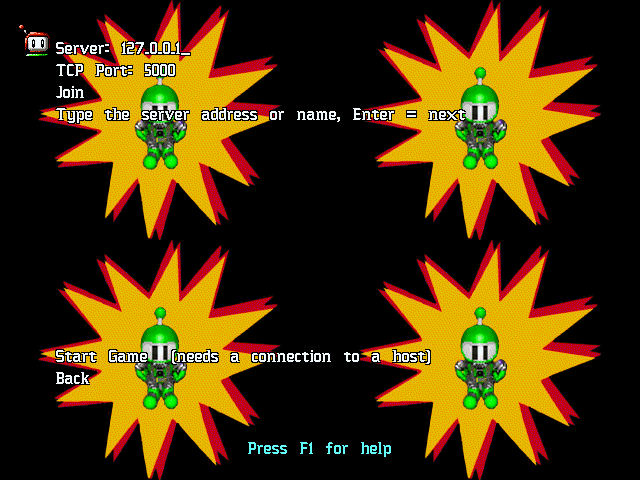 Server: 127.0.0.1_
TCP Port: 5000
Join
Type the server address or name, Enter = next
Start Game (needs a connection to a host)
Back
Press F1 for help